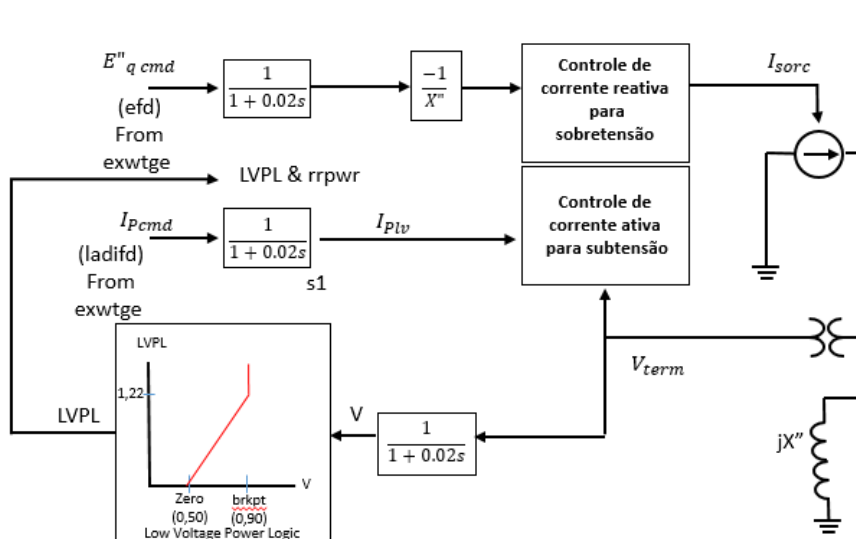 E"q cmd
(efd)
From
exwtge
1
1 + 0.02s
−1
X"
Controle de
corrente reativa
para
sobretensão
Isorc
LVPL & rrpwr
IPcmd
(ladifd)
From
exwtge
1
1 + 0.02s
s1
IPlv
Controle de
corrente ativa
para subtensão
Vterm
LVPL
1,22
V
Zero
(0,50)
brkpt
(0,90)
Low Voltage Power Logic
LVPL
V
1
1 + 0.02s
jX"